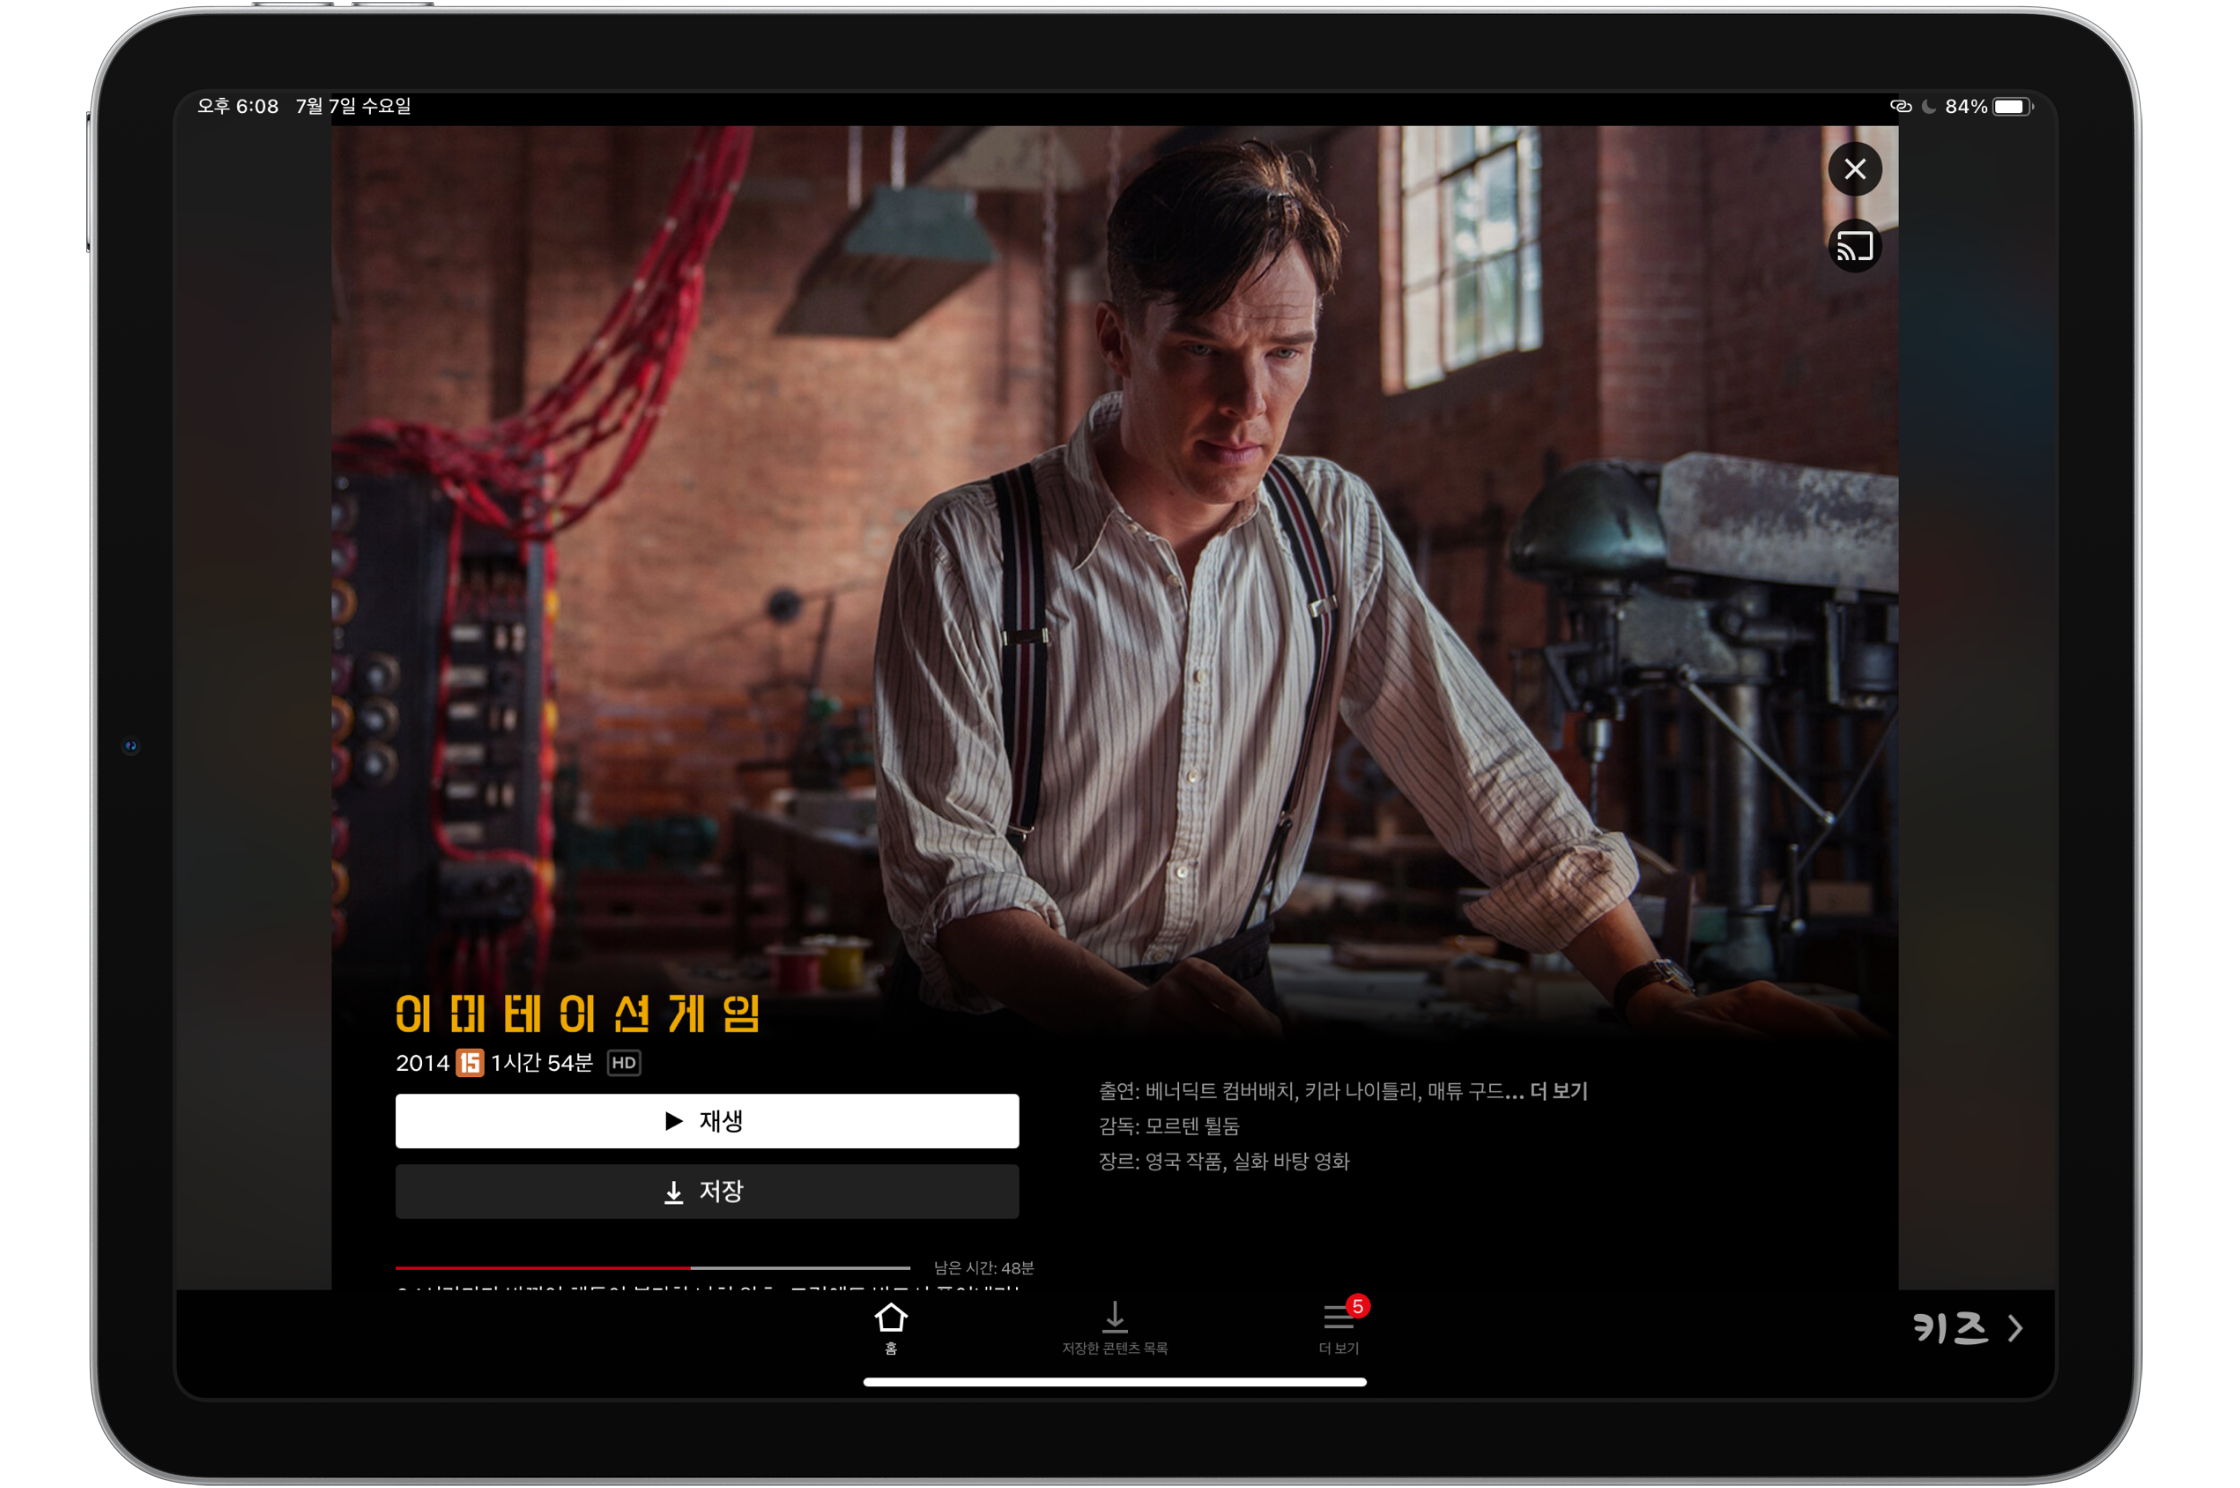 오후 6:08 7월 7일 수요일
84%
이미테이션게임
2014 15 1시간 54분 HD
재생
저장
출연: 베너딕트 컴버배치, 키라 나이틀리, 매튜 구드... 더 보기
감독: 모르텐 튈둠
장르: 영국 작품, 실화 바탕 영화
남은 시간: 48분
홈
저장한 콘텐츠 목록
5
더 보기
키즈